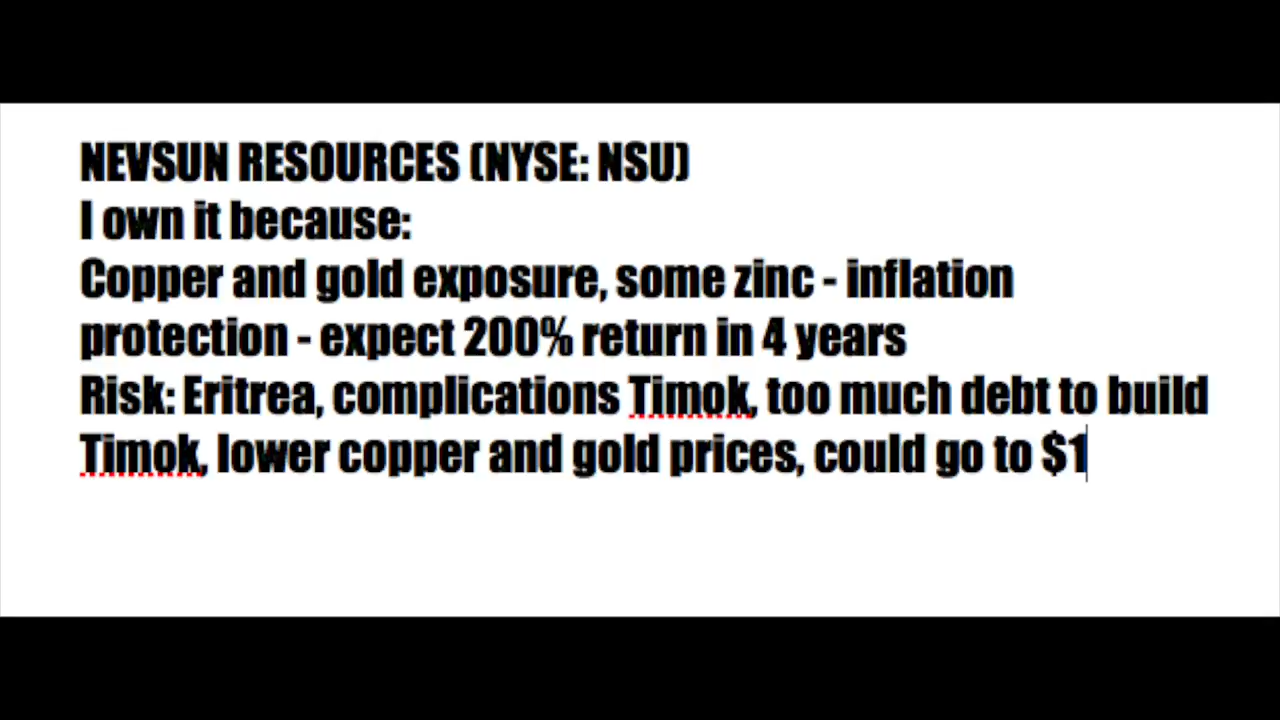 NEVSUN RESOURCES (NYSE: NSU)
I own it because:
Copper and gold exposure, some zinc - inflation
protection - expect 200% return in 4 years
Risk: Eritrea, complications Timok, too much debt to build
Timok, lower copper and gold prices, could go to $1